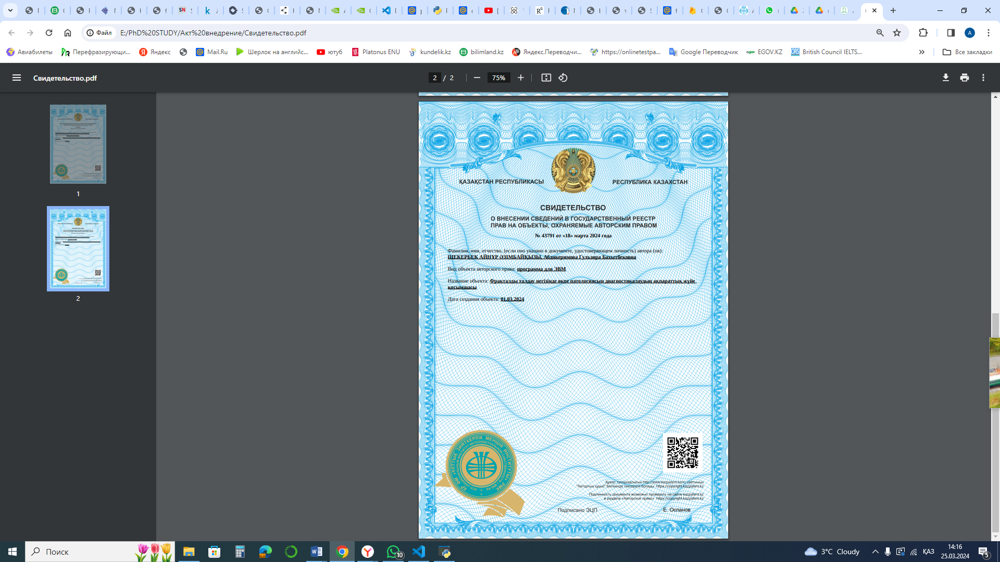 Файл
E:/PhD%20STUDY/Акт%20внедрение/Свидетельство.pdf
Авиабилеты
Перефразирующи...
Яндекс
Mail.Ru
Шерлок на английс...
ютуб
Platonus ENU
kundelik.kz
bilimland.kz
Яндекс.Переводчи...
https://onlinetestpa...
Google Переводчик
EGOV.KZ
British Council IELTS...
Все закладки
Свидетельство.pdf
2 / 2
75%
1
2
ҚАЗАҚСТАН РЕСПУБЛИКАСЫ
РЕСПУБЛИКА КАЗАХСТАН
СВИДЕТЕЛЬСТВО
О ВНЕСЕНИИ СВЕДЕНИЙ В ГОСУДАРСТВЕННЫЙ РЕЕСТР
ПРАВ НА ОБЪЕКТЫ, ОХРАНЯЕМЫЕ АВТОРСКИМ ПРАВОМ
№ 43791 от «18» марта 2024 года
Фамилия, имя, отчество, (если оно указано в документе, удостоверяющем личность) автора (ов):
ШЕКЕРБЕК АЙНҰР ӘЗІМБАЙҚЫЗЫ, Абдикеримова Гульзира Бахытбековна
Вид объекта авторского права: программа для ЭВМ
Название объекта: Фракталды талдау негізінде өкпе патологиясын диагностикалаудың ақпараттық жүйе
қосымшасы
Дата создания объекта: 01.03.2024
Құжат түпнұсқалығын http://www.kazpatent.kz/ru сайтының
"Авторлық құқық" бөлімінде тексеруге болады https://copyright.kazpatent.kz
Подлинность документа возможно проверить на сайте kazpatent.kz
в разделе «Авторское право» https://copyright.kazpatent.kz
Подписано ЭЦП
Е. Оспанов
Поиск
10
3°C Cloudy
ҚАЗ
14:16
25.03.2024
5